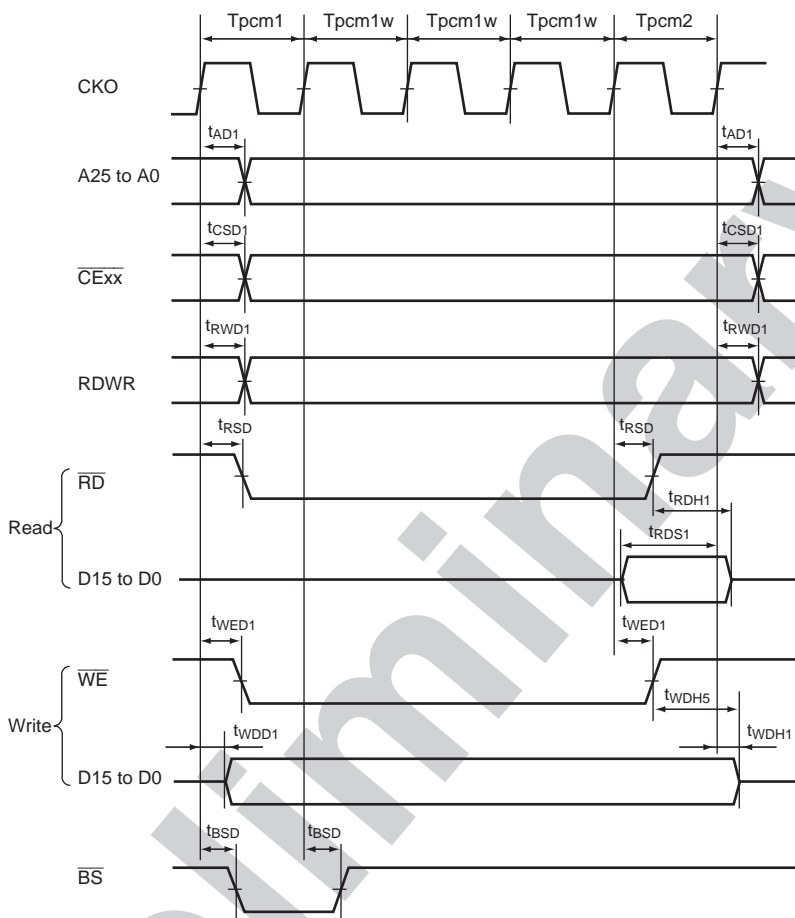 Tpcm1 Tpcm1w Tpcm1w Tpcm1w Tpcm2
CKO
tAD1 tAD1
A25 to A0
tCSD1 tCSD1
CExx
tRWD1 tRWD1
RDWR
tRSD tRSD
RD
tRDH1
Read
tRDS1
D15 to D0
tWED1 tWED1
WE
tWDH5
Write
tWDD1 tWDH1
D15 to D0
tBSD tBSD
BS